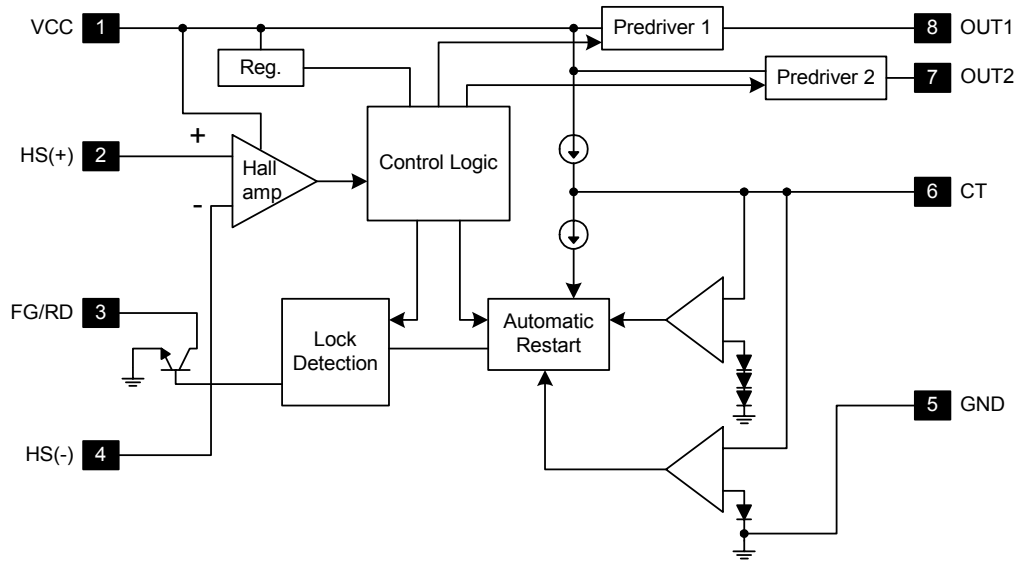 VCC 1
Predriver 1
8 OUT1
Reg.
Predriver 2
7 OUT2
HS(+) 2
+
Hall
amp
-
Control Logic
6 CT
FG/RD 3
Lock
Detection
Automatic
Restart
5 GND
HS(-) 4